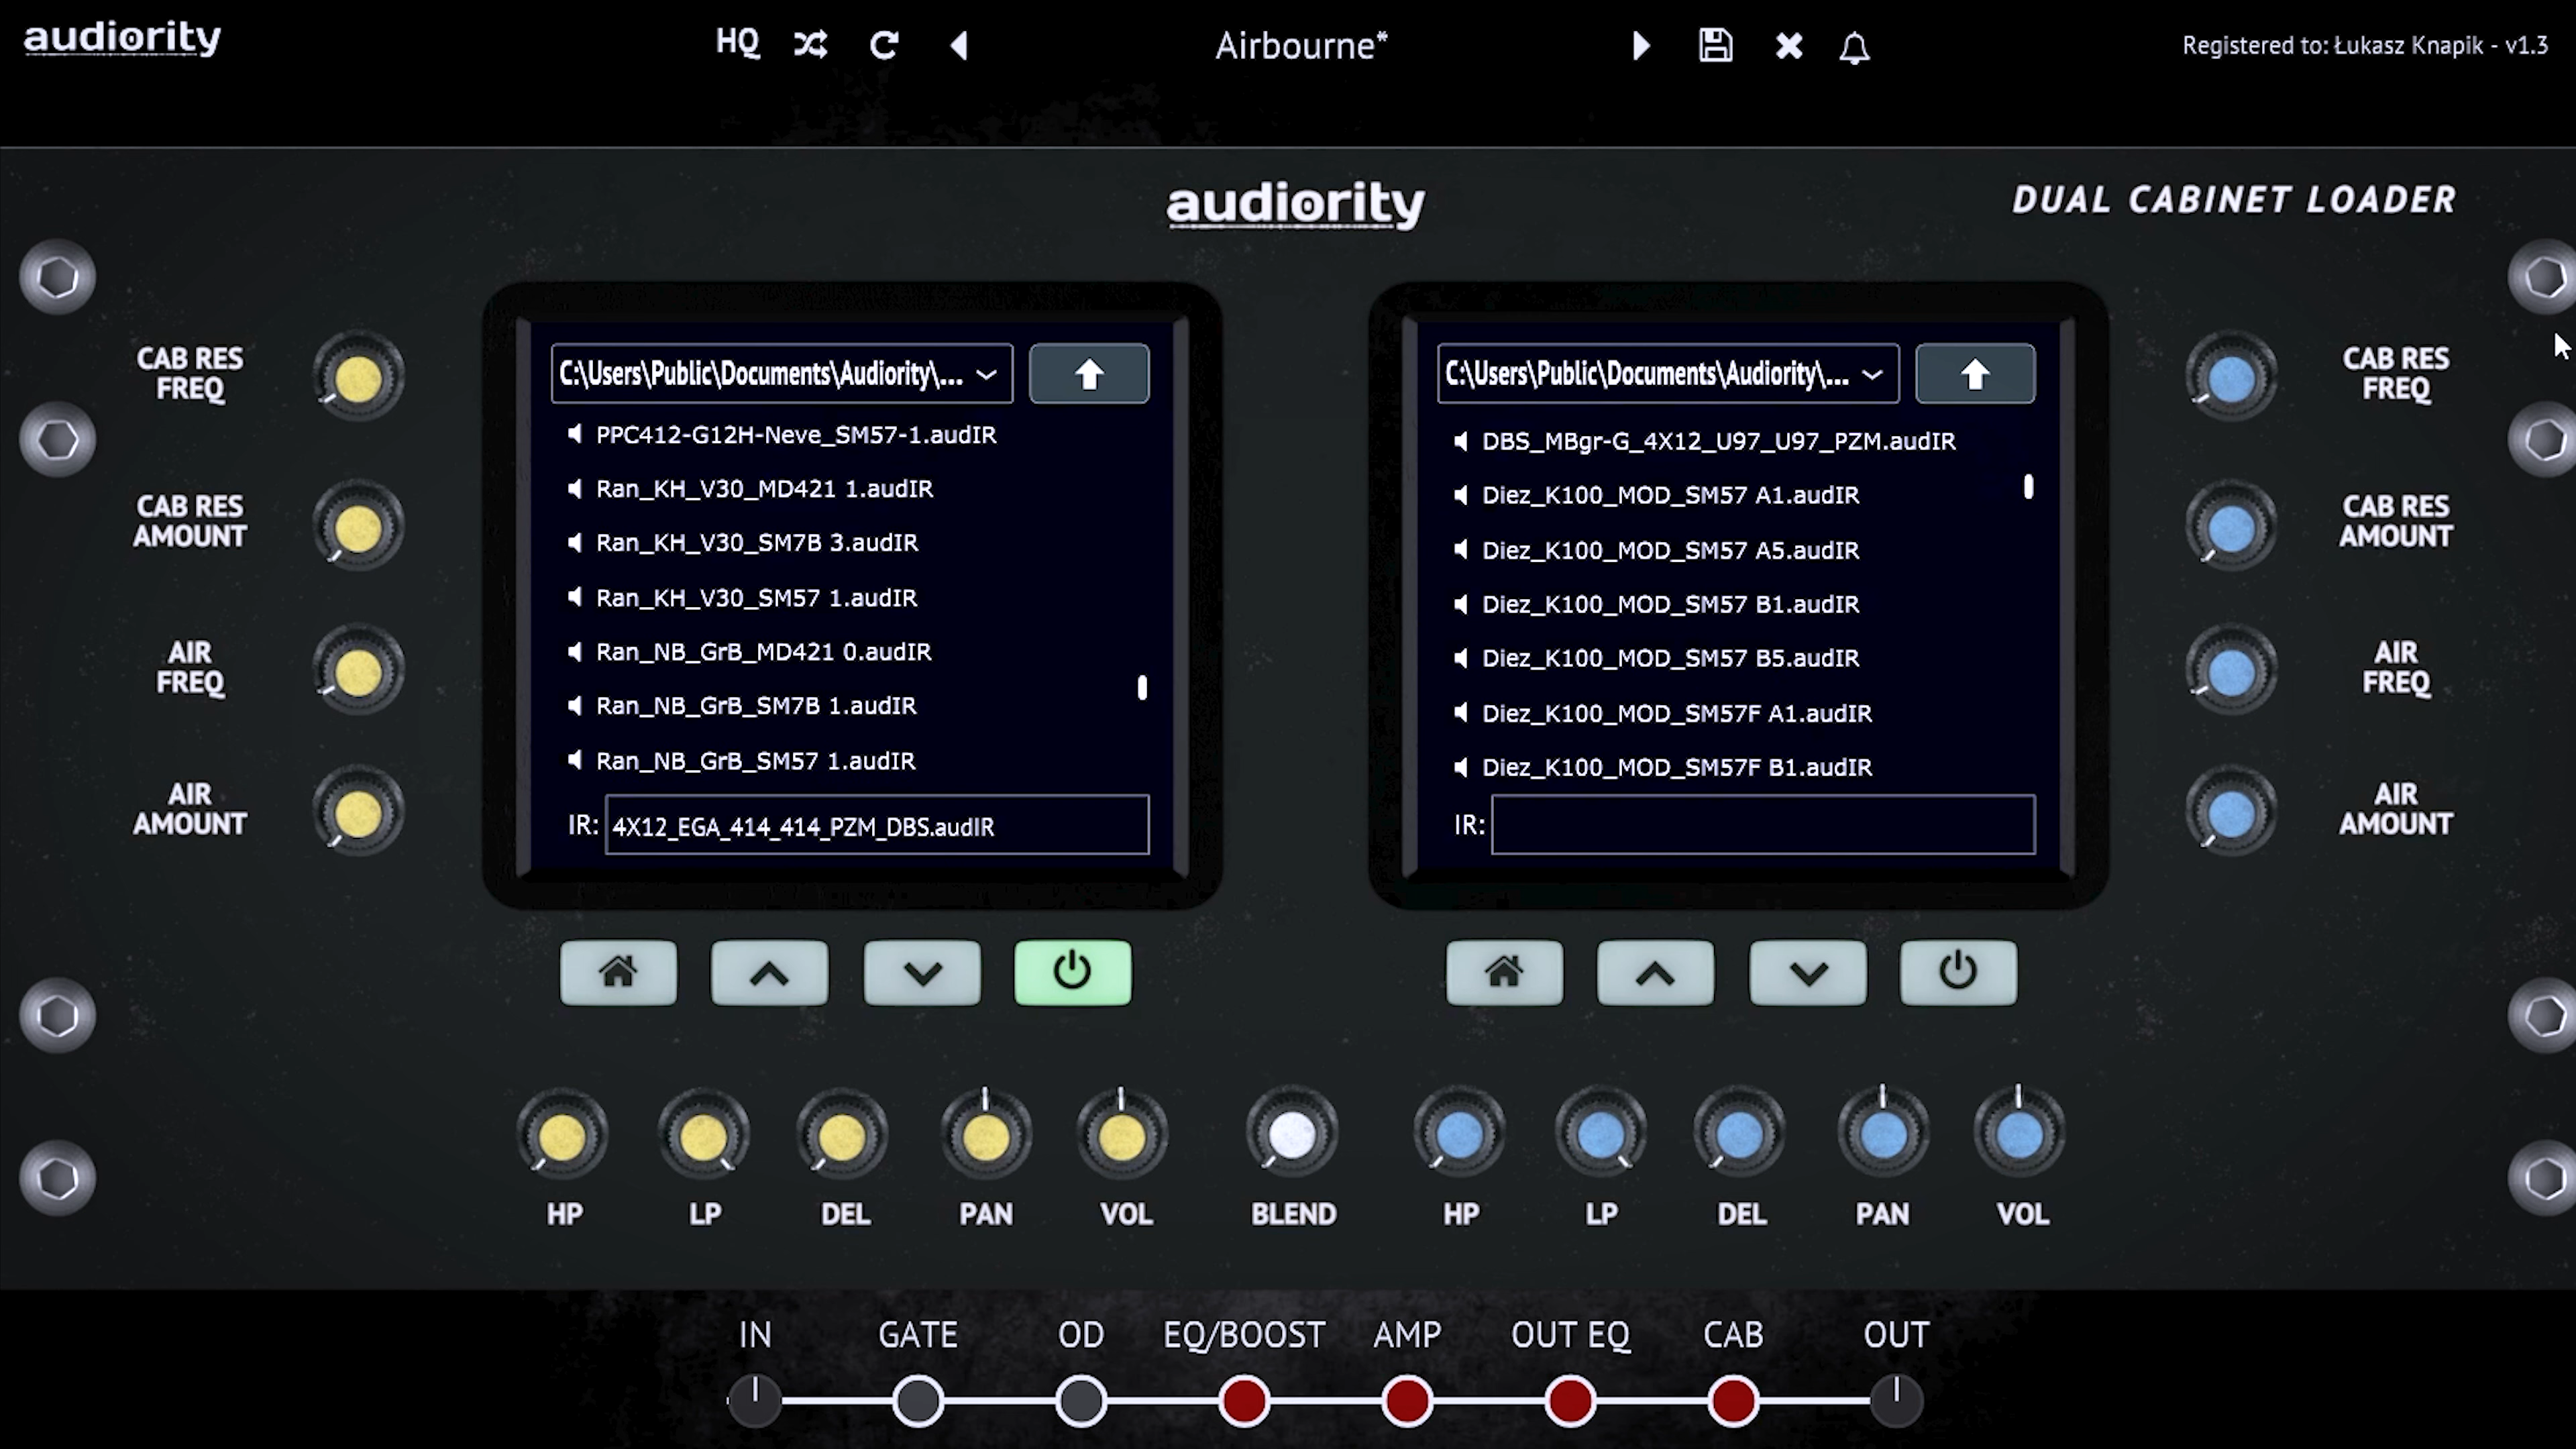 audiority
HQ
Airbourne*
Registered to: Łukasz Knapik - v1.3
audiority
DUAL CABINET LOADER
CAB RES
FREQ
CAB RES
AMOUNT
AIR
FREQ
AIR
AMOUNT
C:\Users\Public\Documents\Audiority\...
PPC412-G12H-Neve_SM57-1.audIR
Ran_KH_V30_MD421 1.audIR
Ran_KH_V30_SM7B 3.audIR
Ran_KH_V30_SM57 1.audIR
Ran_NB_GrB_MD421 0.audIR
Ran_NB_GrB_SM7B 1.audIR
Ran_NB_GrB_SM57 1.audIR
IR: 4X12_EGA_414_414_PZM_DBS.audIR
C:\Users\Public\Documents\Audiority\...
DBS_MBgr-G_4X12_U97_U97_PZM.audIR
Diez_K100_MOD_SM57 A1.audIR
Diez_K100_MOD_SM57 A5.audIR
Diez_K100_MOD_SM57 B1.audIR
Diez_K100_MOD_SM57 B5.audIR
Diez_K100_MOD_SM57F A1.audIR
Diez_K100_MOD_SM57F B1.audIR
IR:
CAB RES
FREQ
CAB RES
AMOUNT
AIR
FREQ
AIR
AMOUNT
HP LP DEL PAN VOL BLEND HP LP DEL PAN VOL
IN GATE OD EQ/BOOST AMP OUT EQ CAB OUT